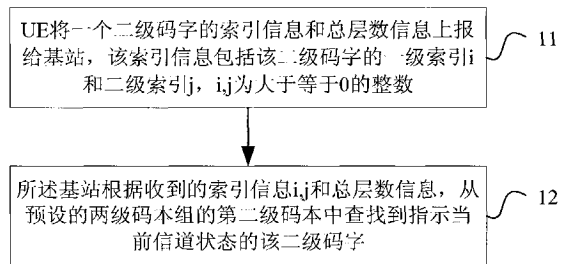 UE将一个二级码字的索引信息和总层数信息上报
给基站，该索引信息包括该二级码字的一级索引i
和二级索引j，i,j为大于等于0的整数
11
所述基站根据收到的索引信息i,j和总层数信息，从
预设的两级码本组的第二级码本中查找到指示当
前信道状态的该二级码字
12